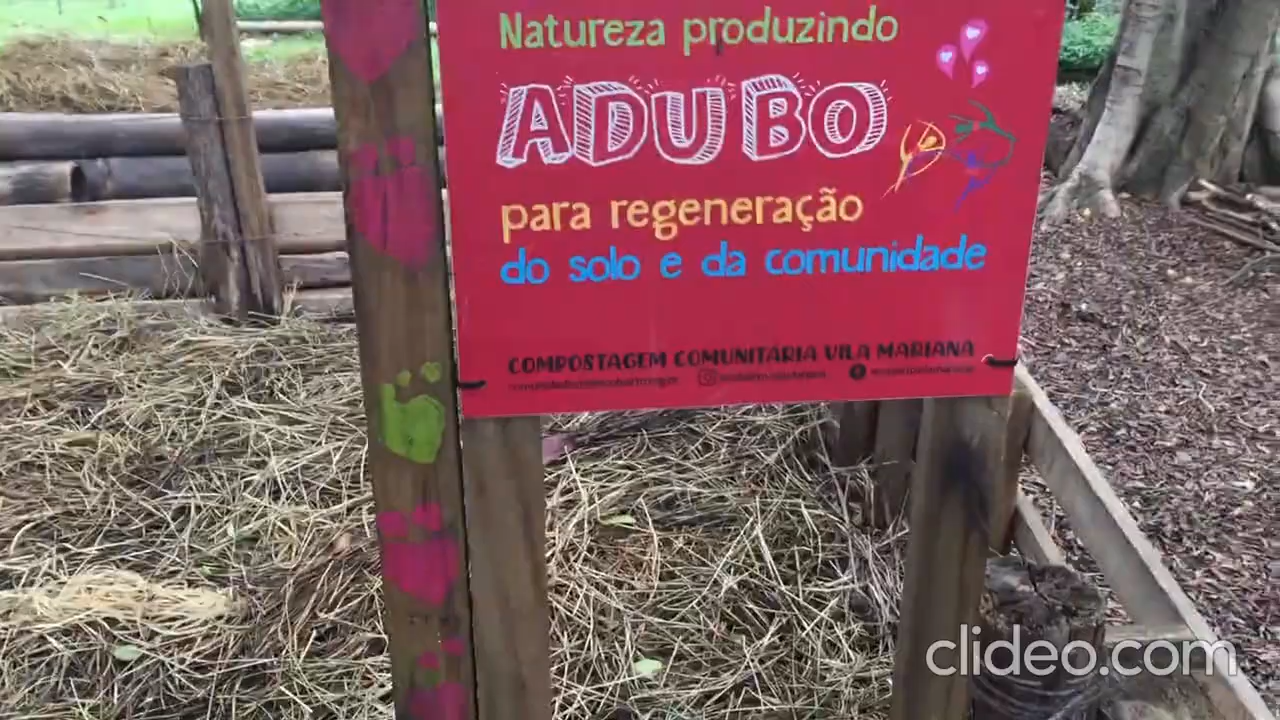 Natureza produzindo
ADUBO
para regeneração
do solo e da comunidade
COMPOSTAGEM COMUNITÁRIA VILA MARIANA
clideo.com